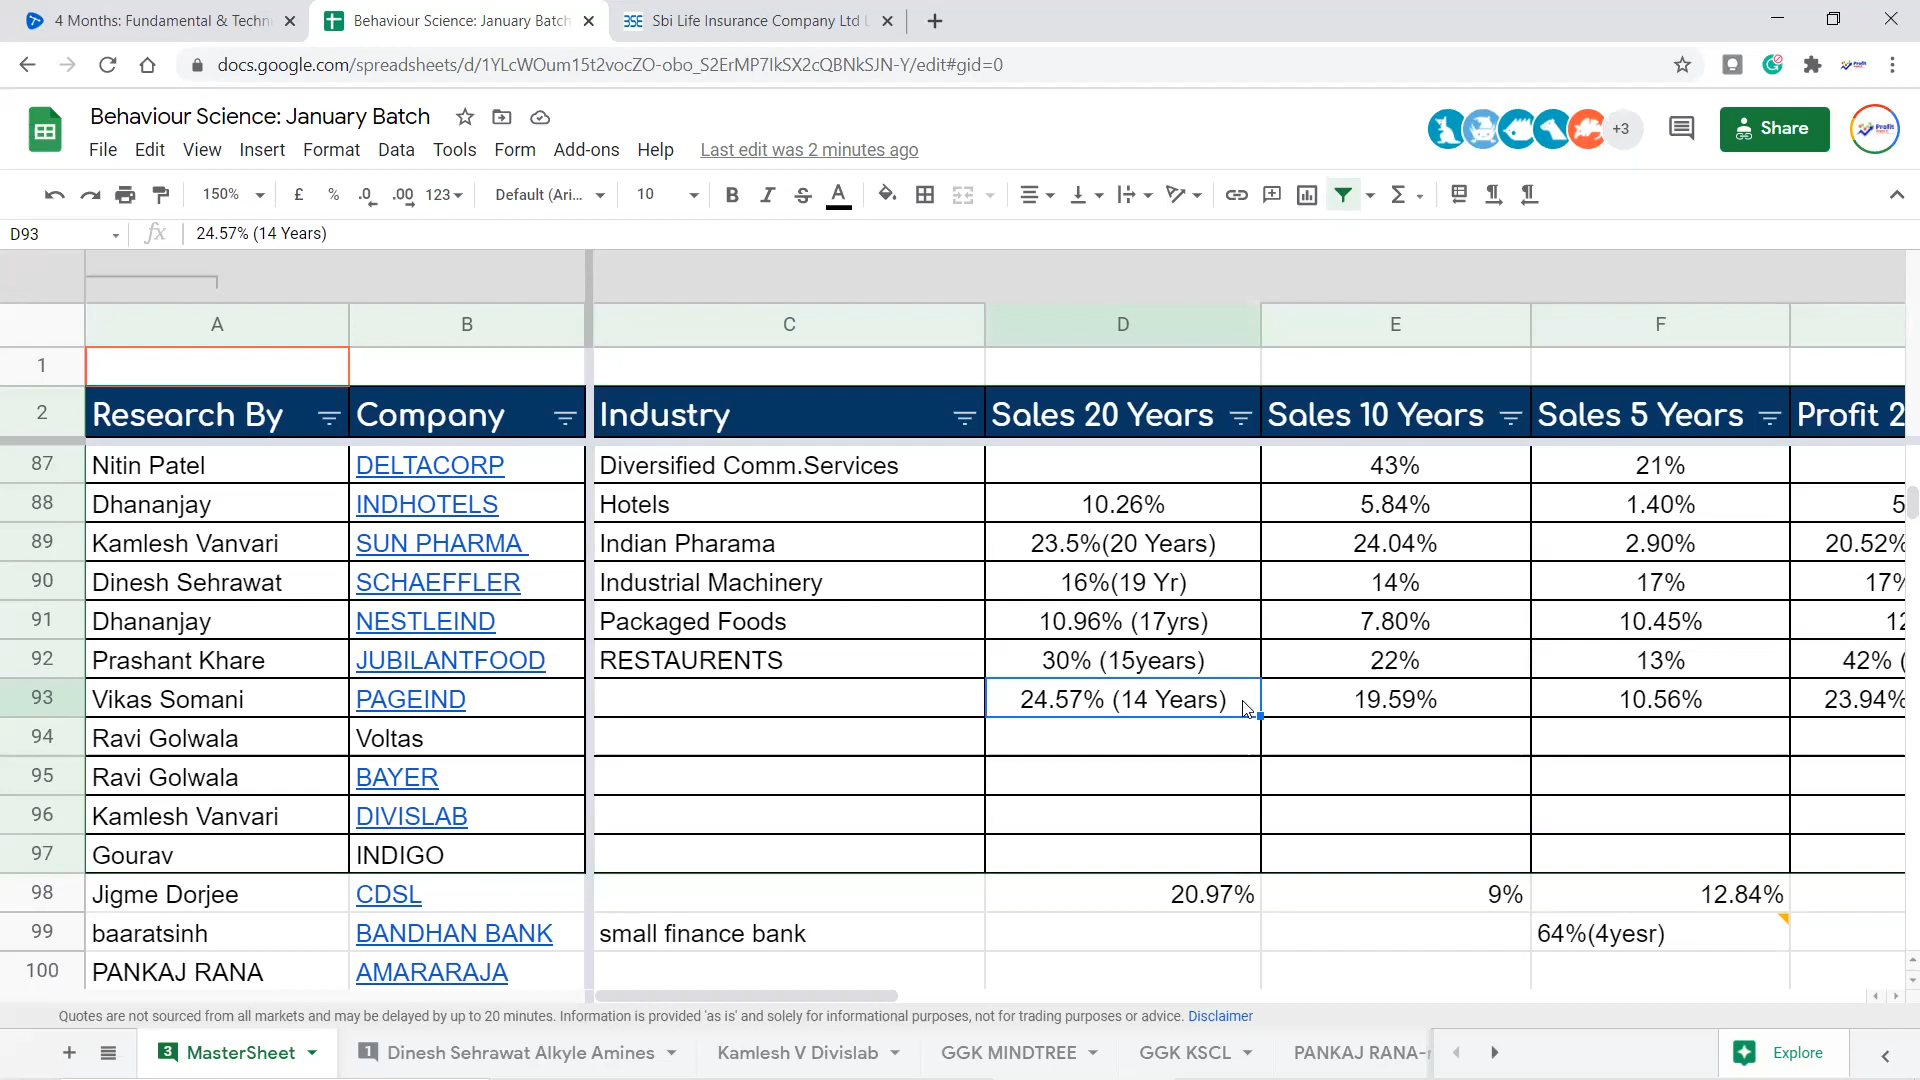 4 Months: Fundamental & Techn
Behaviour Science: January Batch
Sbi Life Insurance Company Ltd L
docs.google.com/spreadsheets/d/1YLcWOum15t2vocZO-obo_S2ErMP7IkSX2cQBNkSJN-Y/edit#gid=0
Behaviour Science: January Batch
+3
Share
File Edit View Insert Format Data Tools Form Add-ons Help Last edit was 2 minutes ago
150% £ % .0 .00 123 Default (Ari... 10 B I S A Σ
D93 fx 24.57% (14 Years)
A B C D E F
1
2 Research By Company Industry Sales 20 Years Sales 10 Years Sales 5 Years Profit 2
87 Nitin Patel DELTACORP Diversified Comm.Services 43% 21%
88 Dhananjay INDHOTELS Hotels 10.26% 5.84% 1.40% 5
89 Kamlesh Vanvari SUN PHARMA Indian Pharama 23.5%(20 Years) 24.04% 2.90% 20.52%
90 Dinesh Sehrawat SCHAEFFLER Industrial Machinery 16%(19 Yr) 14% 17% 17%
91 Dhananjay NESTLEIND Packaged Foods 10.96% (17yrs) 7.80% 10.45% 12
92 Prashant Khare JUBILANTFOOD RESTAURENTS 30% (15years) 22% 13% 42% (
93 Vikas Somani PAGEIND 24.57% (14 Years) 19.59% 10.56% 23.94%
94 Ravi Golwala Voltas
95 Ravi Golwala BAYER
96 Kamlesh Vanvari DIVISLAB
97 Gourav INDIGO
98 Jigme Dorjee CDSL 20.97% 9% 12.84%
99 baaratsinh BANDHAN BANK small finance bank 64%(4yesr)
100 PANKAJ RANA AMARARAJA
Quotes are not sourced from all markets and may be delayed by up to 20 minutes. Information is provided 'as is' and solely for informational purposes, not for trading purposes or advice. Disclaimer
3 MasterSheet 1 Dinesh Sehrawat Alkyle Amines Kamlesh V Divislab GGK MINDTREE GGK KSCL PANKAJ RANA- Explore